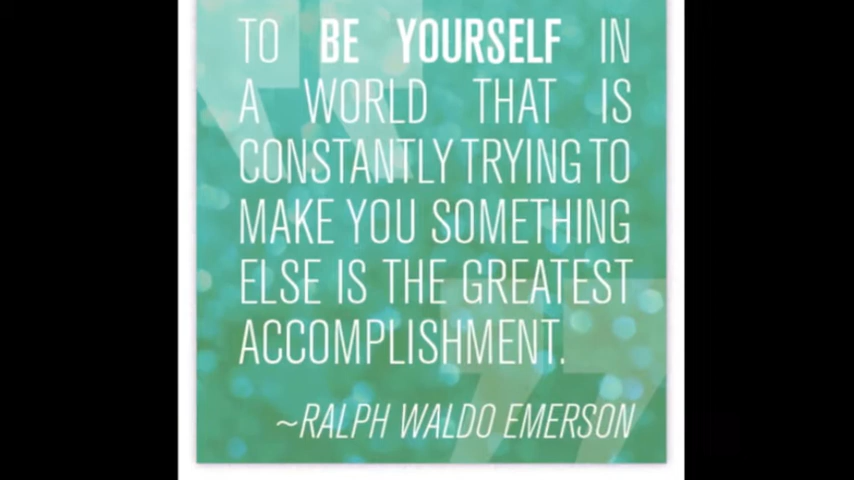 TO BE YOURSELF IN
A WORLD THAT IS
CONSTANTLY TRYING TO
MAKE YOU SOMETHING
ELSE IS THE GREATEST
ACCOMPLISHMENT.
~RALPH WALDO EMERSON